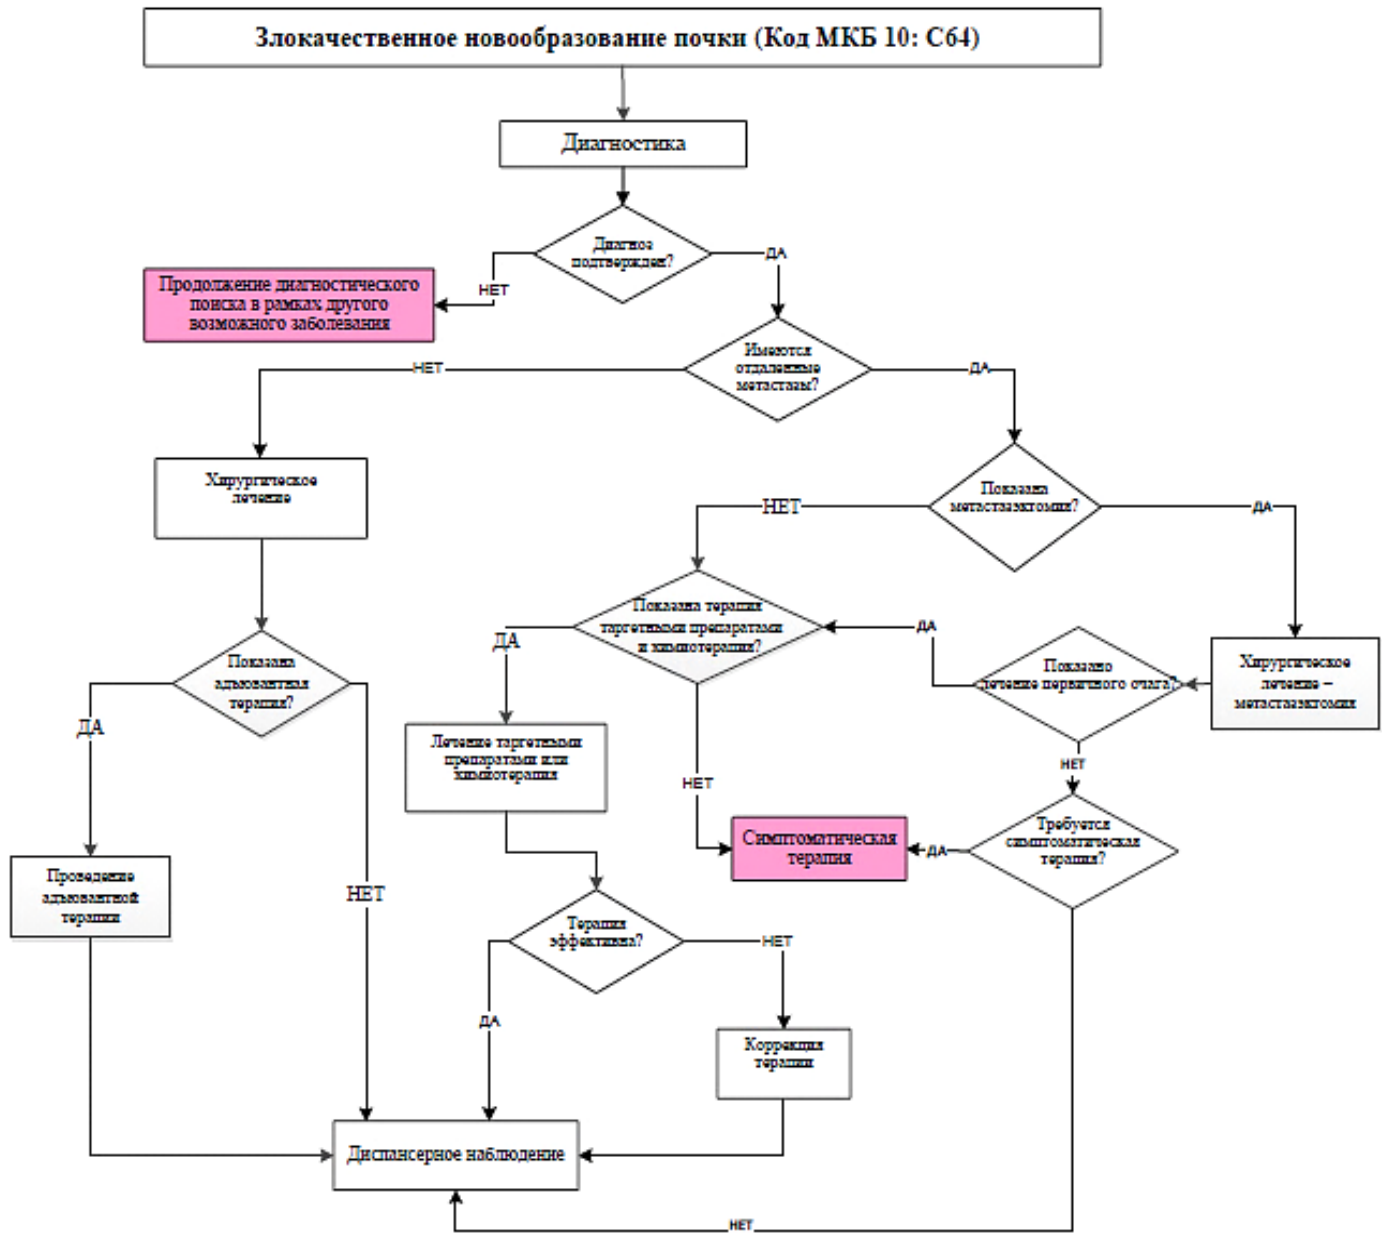 Злокачественное новообразование почки (Код МКБ 10: С64)
Диагностика
Диагноз
подтвержден?
НЕТ
ДА
Продолжение диагностического
поиска в рамках другого
возможного заболевания
Имеются
отдаленные
метастазы?
НЕТ
ДА
Хирургическое
лечение
Показана
метастазэктомия?
НЕТ
ДА
Показана терапия
таргетными препаратами
и химиотерапия?
ДА
Показано
лечение первичного очага?
Хирургическое
лечение –
метастазэктомия
Показана
адъювантная
терапия?
ДА
ДА
Лечение таргетными
препаратами или
химиотерапия
НЕТ
НЕТ
Симптоматическая
терапия
ДА
Требуется
симптоматическая
терапия?
Проведение
адъювантной
терапии
НЕТ
Терапия
эффективна?
НЕТ
ДА
Коррекция
терапии
Диспансерное наблюдение
НЕТ